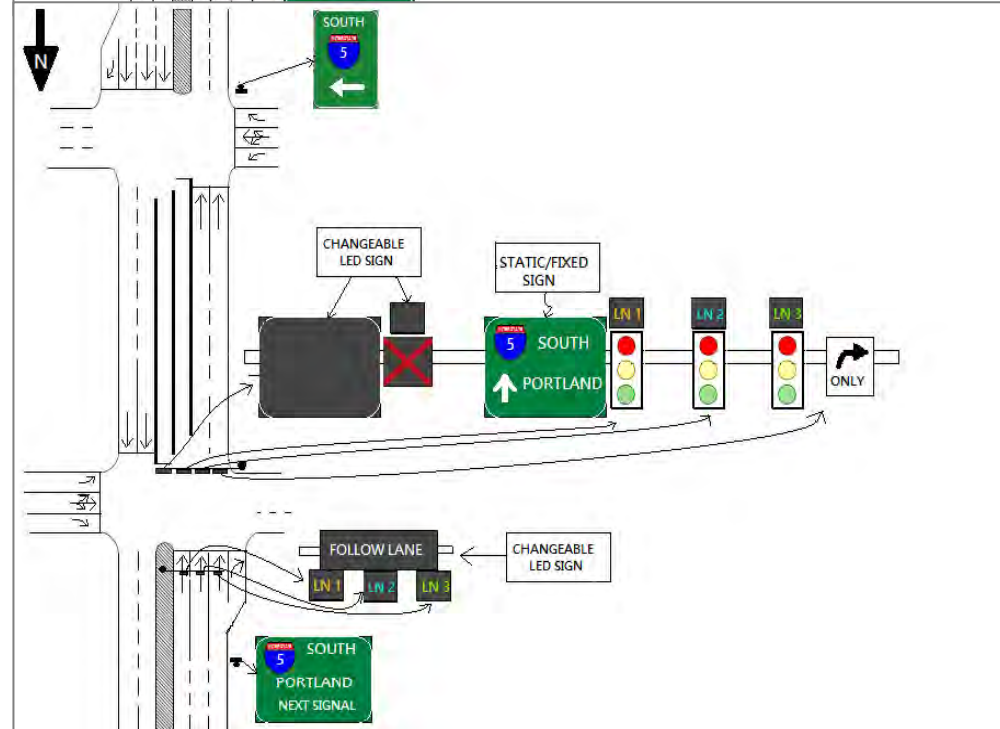 N
SOUTH
5
CHANGEABLE
LED SIGN
STATIC/FIXED
SIGN
LN 1
LN 2
LN 3
5 SOUTH
PORTLAND
ONLY
FOLLOW LANE
LN 1
LN 2
LN 3
CHANGEABLE
LED SIGN
5 SOUTH
PORTLAND
NEXT SIGNAL